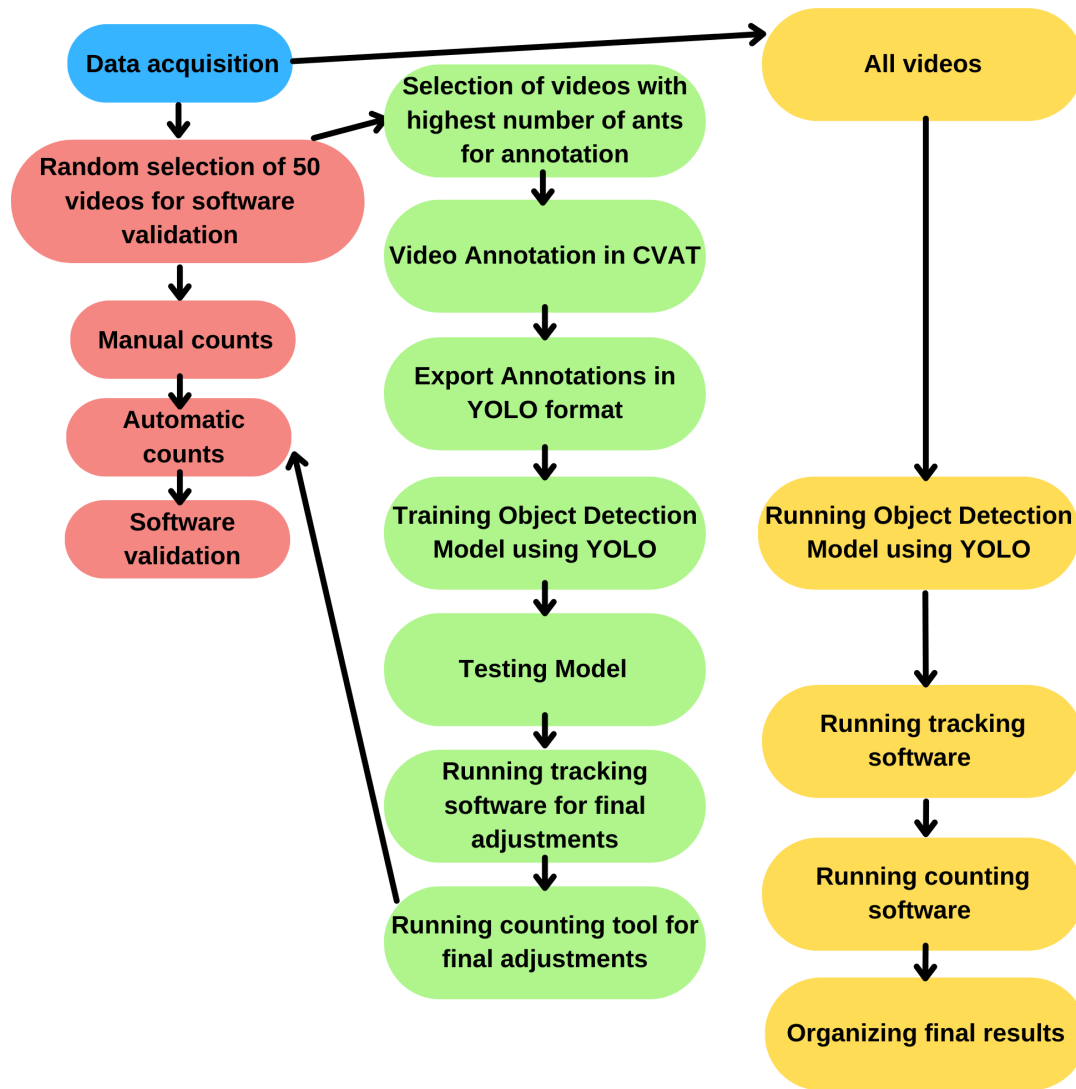 Data acquisition
Random selection of 50
videos for software
validation
Manual counts
Automatic
counts
Software
validation
Selection of videos with
highest number of ants
for annotation
Video Annotation in CVAT
Export Annotations in
YOLO format
Training Object Detection
Model using YOLO
Testing Model
Running tracking
software for final
adjustments
Running counting tool for
final adjustments
All videos
Running Object Detection
Model using YOLO
Running tracking
software
Running counting
software
Organizing final results